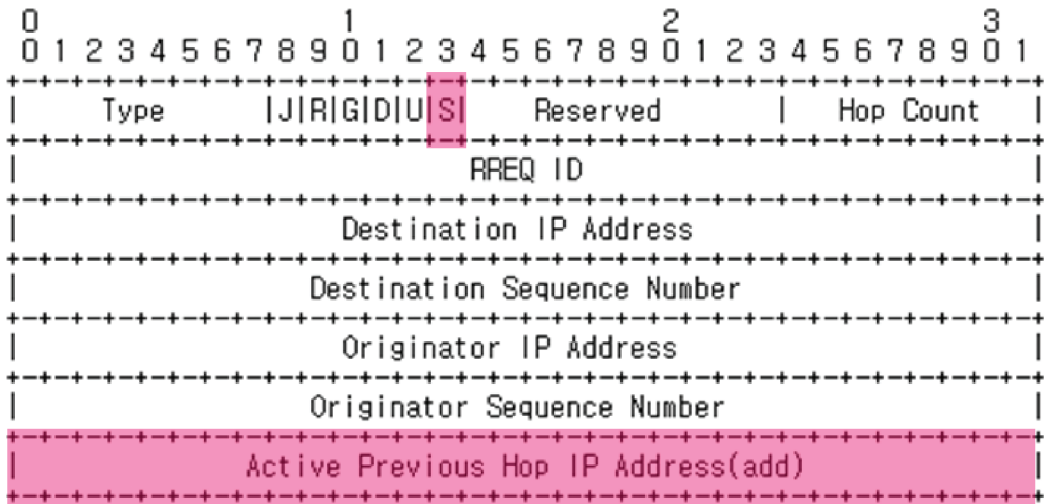 0                   1                   2                   3
 0 1 2 3 4 5 6 7 8 9 0 1 2 3 4 5 6 7 8 9 0 1 2 3 4 5 6 7 8 9 0 1
+-+-+-+-+-+-+-+-+-+-+-+-+-+-+-+-+-+-+-+-+-+-+-+-+-+-+-+-+-+-+-+-+
|     Type      |J|R|G|D|U|S|    Reserved       |   Hop Count   |
+-+-+-+-+-+-+-+-+-+-+-+-+-+-+-+-+-+-+-+-+-+-+-+-+-+-+-+-+-+-+-+-+
|                            RREQ ID                            |
+-+-+-+-+-+-+-+-+-+-+-+-+-+-+-+-+-+-+-+-+-+-+-+-+-+-+-+-+-+-+-+-+
|                    Destination IP Address                     |
+-+-+-+-+-+-+-+-+-+-+-+-+-+-+-+-+-+-+-+-+-+-+-+-+-+-+-+-+-+-+-+-+
|                  Destination Sequence Number                  |
+-+-+-+-+-+-+-+-+-+-+-+-+-+-+-+-+-+-+-+-+-+-+-+-+-+-+-+-+-+-+-+-+
|                    Originator IP Address                      |
+-+-+-+-+-+-+-+-+-+-+-+-+-+-+-+-+-+-+-+-+-+-+-+-+-+-+-+-+-+-+-+-+
|                  Originator Sequence Number                   |
+-+-+-+-+-+-+-+-+-+-+-+-+-+-+-+-+-+-+-+-+-+-+-+-+-+-+-+-+-+-+-+-+
|              Active Previous Hop IP Address(add)              |
+-+-+-+-+-+-+-+-+-+-+-+-+-+-+-+-+-+-+-+-+-+-+-+-+-+-+-+-+-+-+-+-+